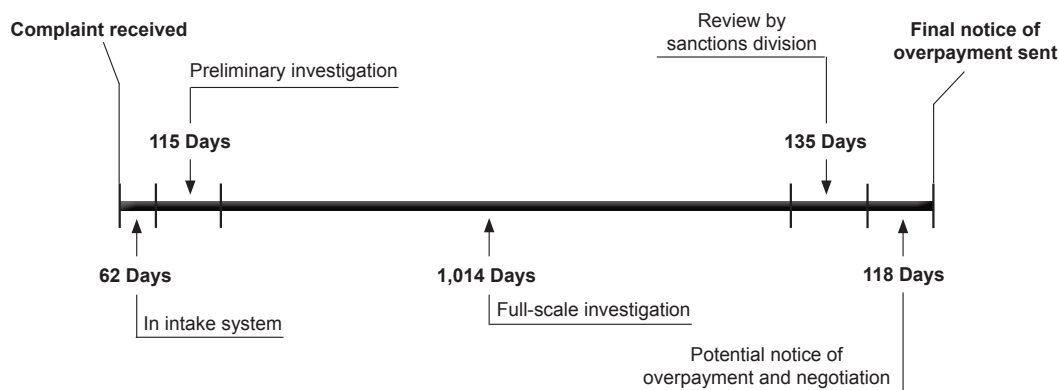 Complaint received
Preliminary investigation
115 Days
Review by
sanctions division
135 Days
Final notice of
overpayment sent
62 Days
In intake system
1,014 Days
Full-scale investigation
118 Days
Potential notice of
overpayment and negotiation